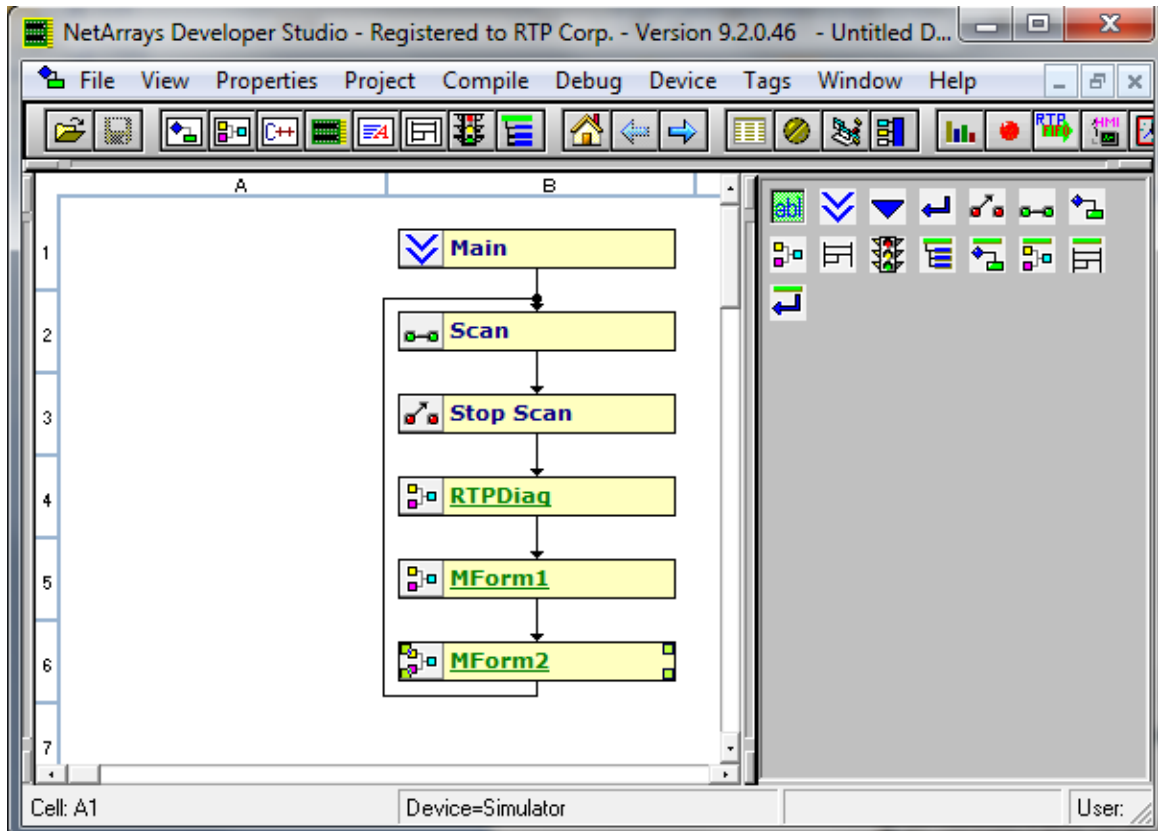 NetArrays Developer Studio - Registered to RTP Corp. - Version 9.2.0.46 - Untitled D...
File View Properties Project Compile Debug Device Tags Window Help
C++ A RTP FIFO HMI
A B
abl
1 Main
2 Scan
3 Stop Scan
4 RTPDiag
5 MForm1
6 MForm2
7
Cell: A1 Device=Simulator User: